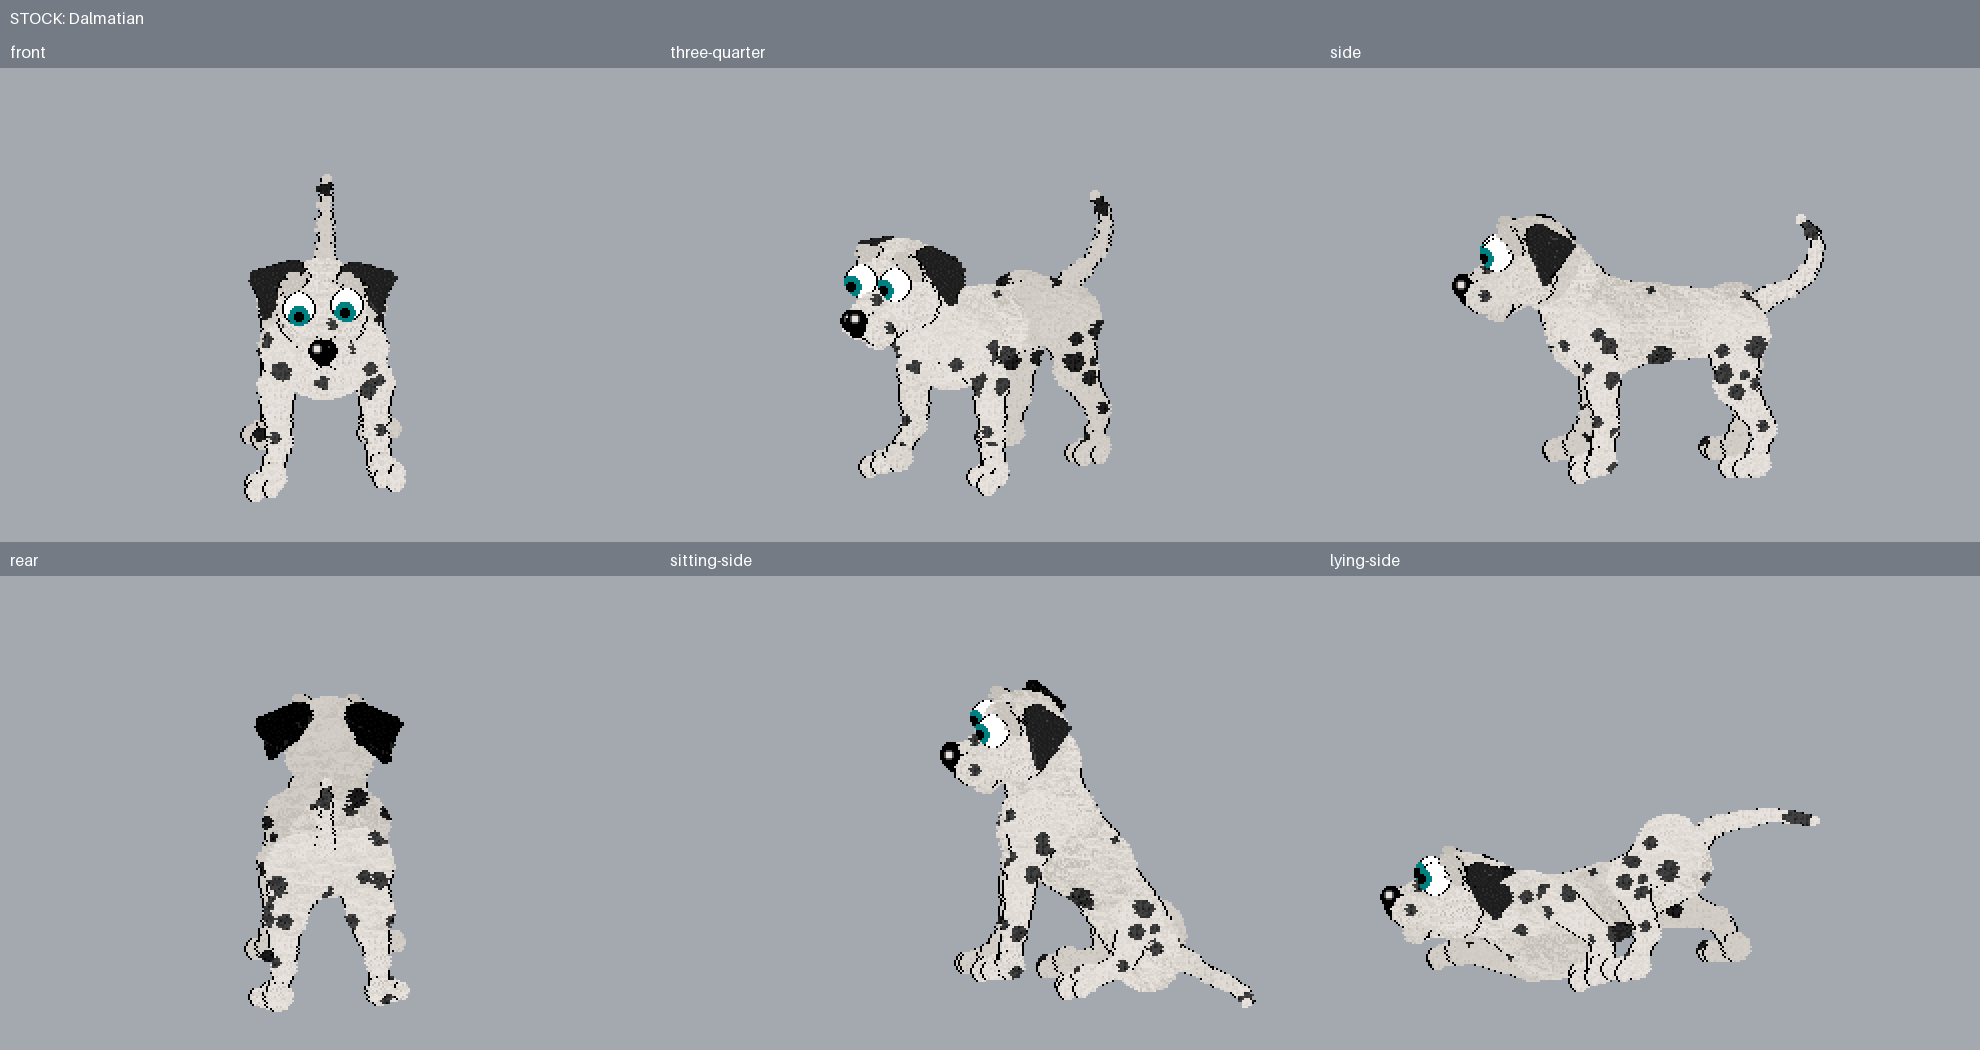 STOCK: Dalmatian
front
three-quarter
side
rear
sitting-side
lying-side